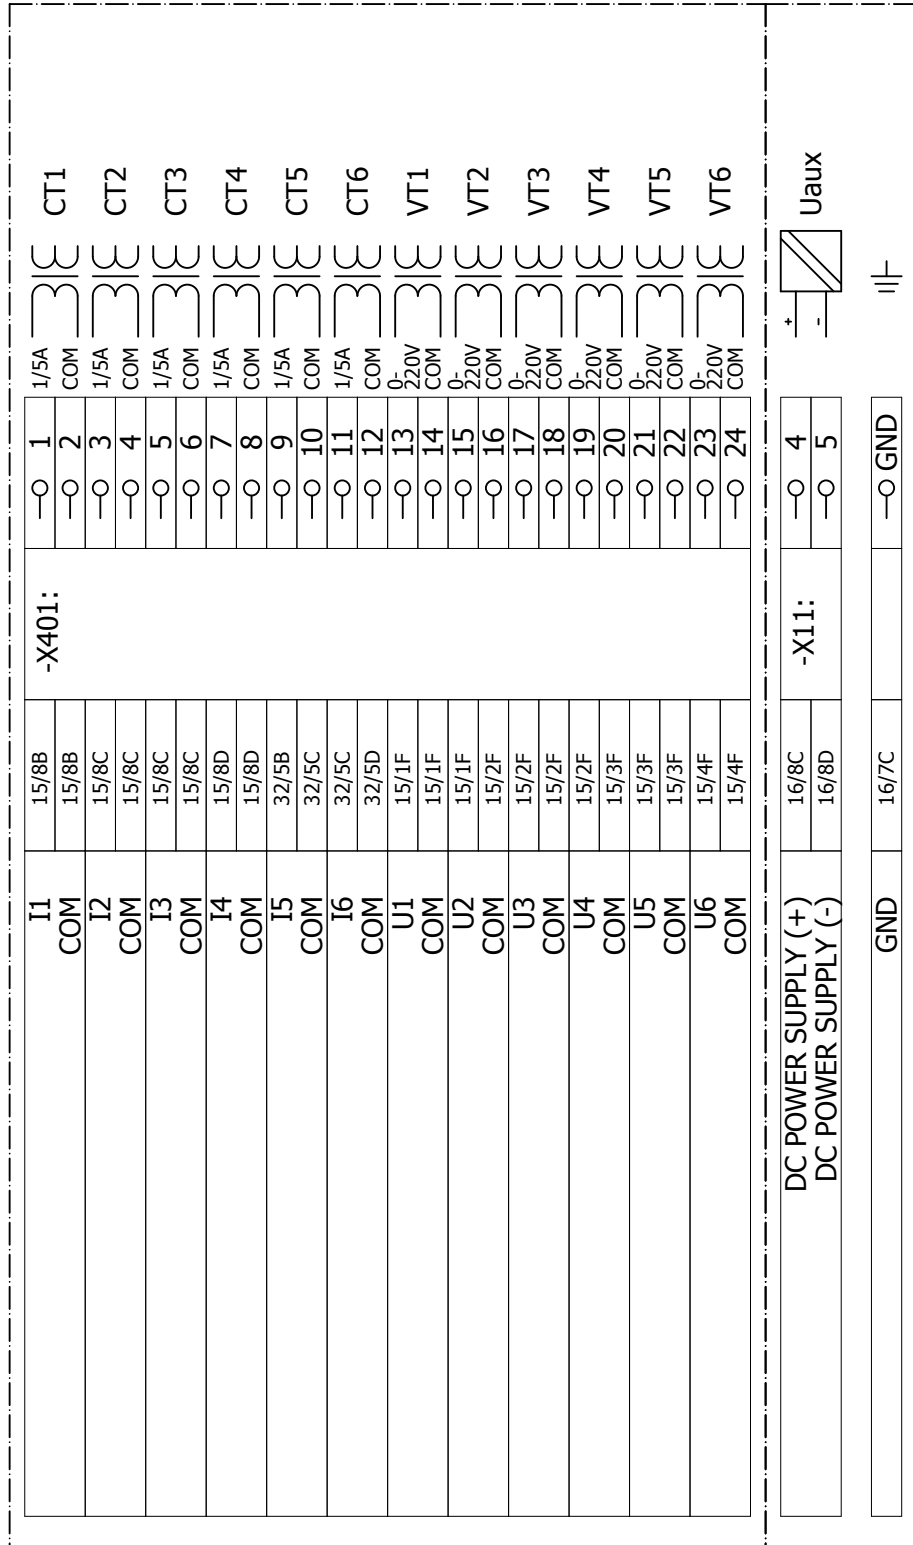 I1 15/8B -X401: 1 1/5A CT1
COM 15/8B 2 COM
I2 15/8C 3 1/5A CT2
COM 15/8C 4 COM
I3 15/8C 5 1/5A CT3
COM 15/8C 6 COM
I4 15/8D 7 1/5A CT4
COM 15/8D 8 COM
I5 32/5B 9 1/5A CT5
COM 32/5C 10 COM
I6 32/5C 11 1/5A CT6
COM 32/5D 12 COM
U1 15/1F 13 0-220V VT1
COM 15/1F 14 COM
U2 15/1F 15 0-220V VT2
COM 15/2F 16 COM
U3 15/2F 17 0-220V VT3
COM 15/2F 18 COM
U4 15/2F 19 0-220V VT4
COM 15/3F 20 COM
U5 15/3F 21 0-220V VT5
COM 15/3F 22 COM
U6 15/4F 23 0-220V VT6
COM 15/4F 24 COM
DC POWER SUPPLY (+) 16/8C -X11: 4 + Uaux
DC POWER SUPPLY (-) 16/8D 5 -
GND 16/7C GND